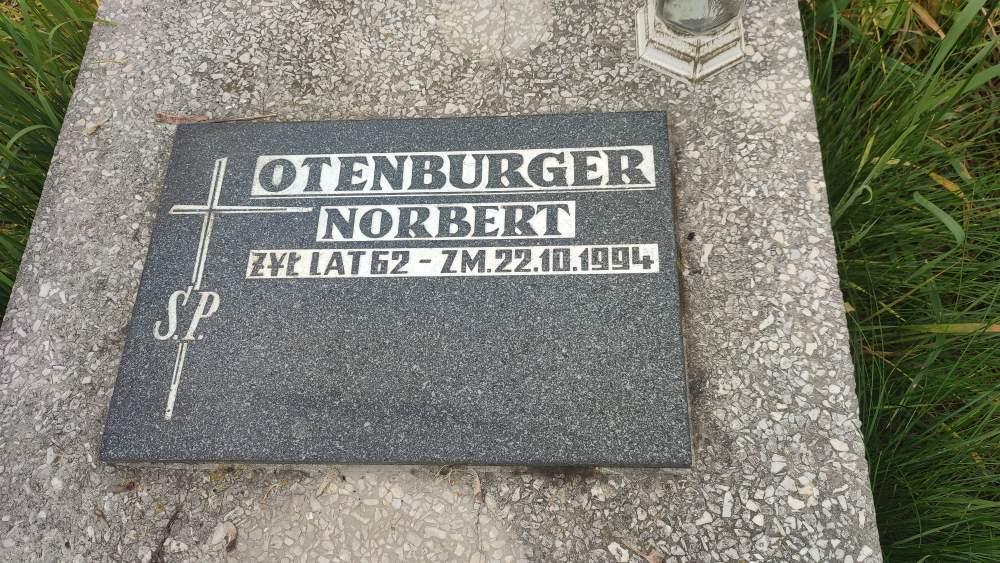 OTENBURGER
NORBERT
ŻYŁ LAT 62 - ZM. 22.10.1994
Ś.P.